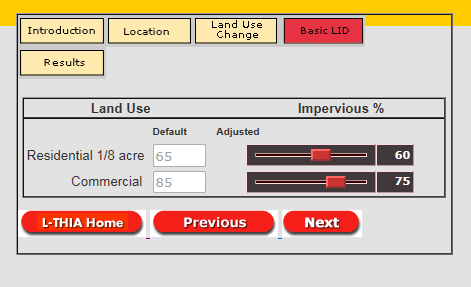 Introduction
Location
Land Use
Change
Basic LID
Results
Land Use Impervious %
Default Adjusted
Residential 1/8 acre 65 60
Commercial 85 75
L-THIA Home Previous Next